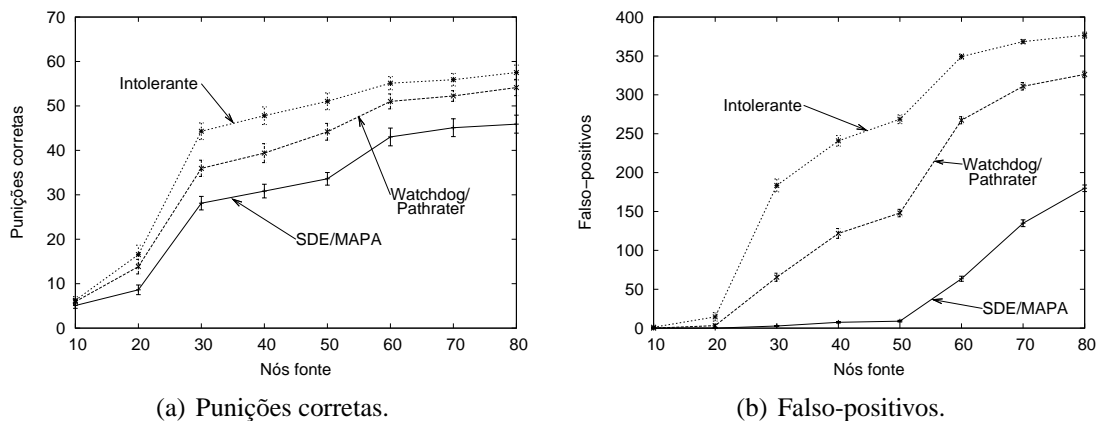 70
60
50
40
30
20
10
0
Punições corretas
Intolerante
Watchdog/
Pathrater
SDE/MAPA
10 20 30 40 50 60 70 80
Nós fonte
(a) Punições corretas.
400
350
300
250
200
150
100
50
0
Falso−positivos
Intolerante
Watchdog/
Pathrater
SDE/MAPA
10 20 30 40 50 60 70 80
Nós fonte
(b) Falso-positivos.